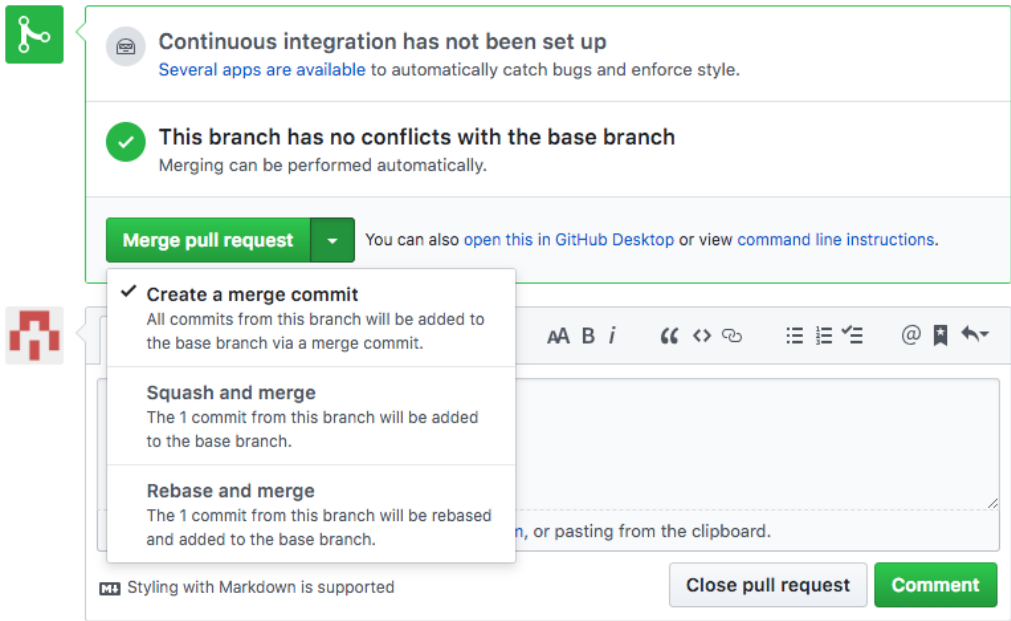 Continuous integration has not been set up
Several apps are available to automatically catch bugs and enforce style.
This branch has no conflicts with the base branch
Merging can be performed automatically.
Merge pull request
You can also open this in GitHub Desktop or view command line instructions.
Create a merge commit
All commits from this branch will be added to
the base branch via a merge commit.
AA B i
@
Squash and merge
The 1 commit from this branch will be added
to the base branch.
Rebase and merge
The 1 commit from this branch will be rebased
and added to the base branch.
, or pasting from the clipboard.
M Styling with Markdown is supported
Close pull request
Comment